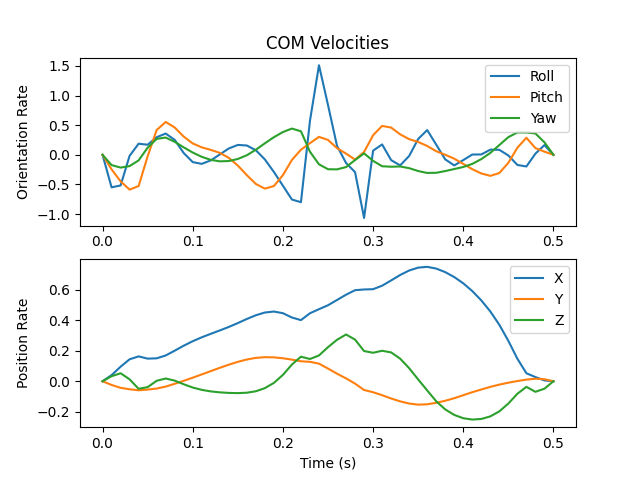 COM Velocities
Orientation Rate
1.5
1.0
0.5
0.0
−0.5
−1.0
Roll
Pitch
Yaw
0.0 0.1 0.2 0.3 0.4 0.5
Position Rate
0.6
0.4
0.2
0.0
−0.2
X
Y
Z
0.0 0.1 0.2 0.3 0.4 0.5
Time (s)